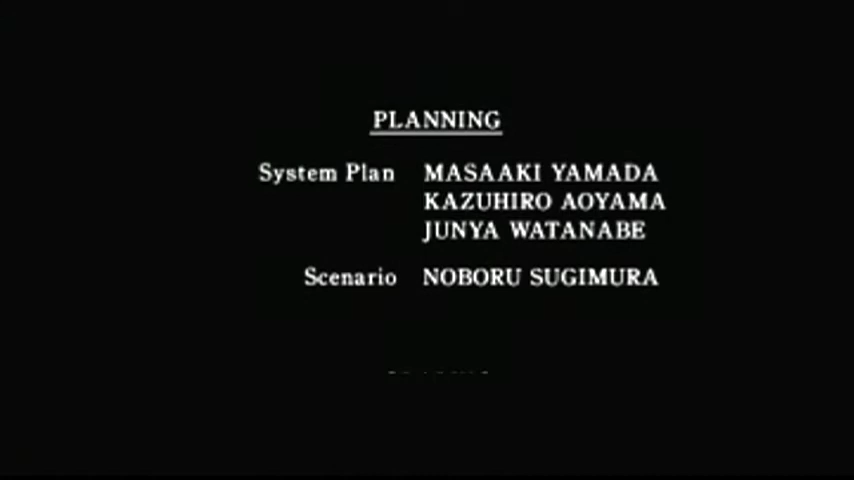 PLANNING
System Plan MASAAKI YAMADA
KAZUHIRO AOYAMA
JUNYA WATANABE
Scenario NOBORU SUGIMURA